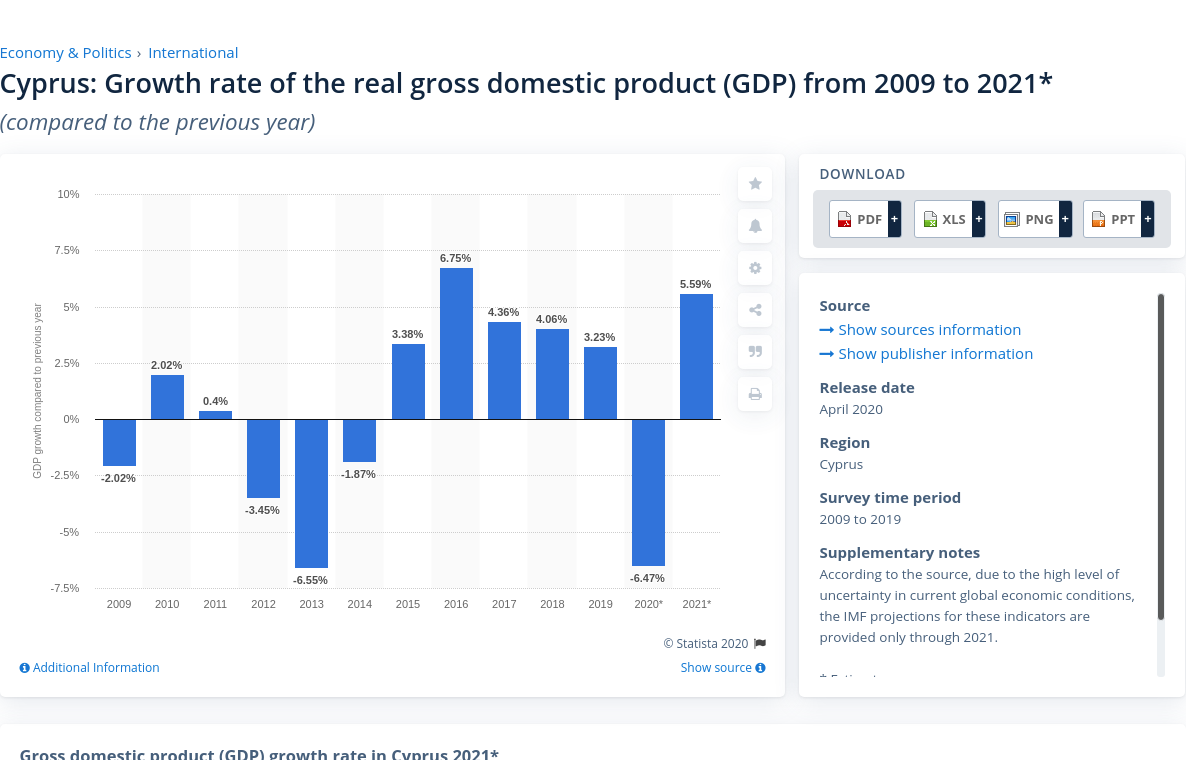 Economy & Politics › International
Cyprus: Growth rate of the real gross domestic product (GDP) from 2009 to 2021*
(compared to the previous year)
GDP growth compared to previous year
10%
7.5%
5%
2.5%
0%
-2.5%
-5%
-7.5%
-2.02%
2.02%
0.4%
-3.45%
-6.55%
-1.87%
3.38%
6.75%
4.36%
4.06%
3.23%
-6.47%
5.59%
2009 2010 2011 2012 2013 2014 2015 2016 2017 2018 2019 2020* 2021*
© Statista 2020
Additional Information
Show source
DOWNLOAD
PDF + XLS + PNG + PPT +
Source
Show sources information
Show publisher information
Release date
April 2020
Region
Cyprus
Survey time period
2009 to 2019
Supplementary notes
According to the source, due to the high level of
uncertainty in current global economic conditions,
the IMF projections for these indicators are
provided only through 2021.
Gross domestic product (GDP) growth rate in Cyprus 2021*